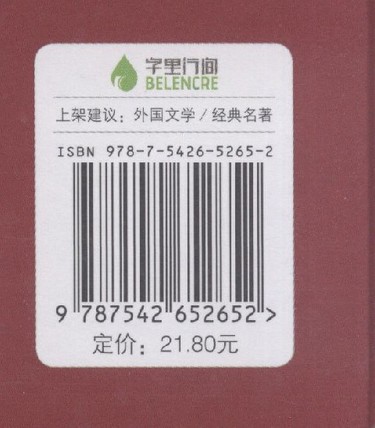 字里行间
BELENCRE
上架建议：外国文学/经典名著
ISBN 978-7-5426-5265-2
9 787542 652652 >
定价：21.80元